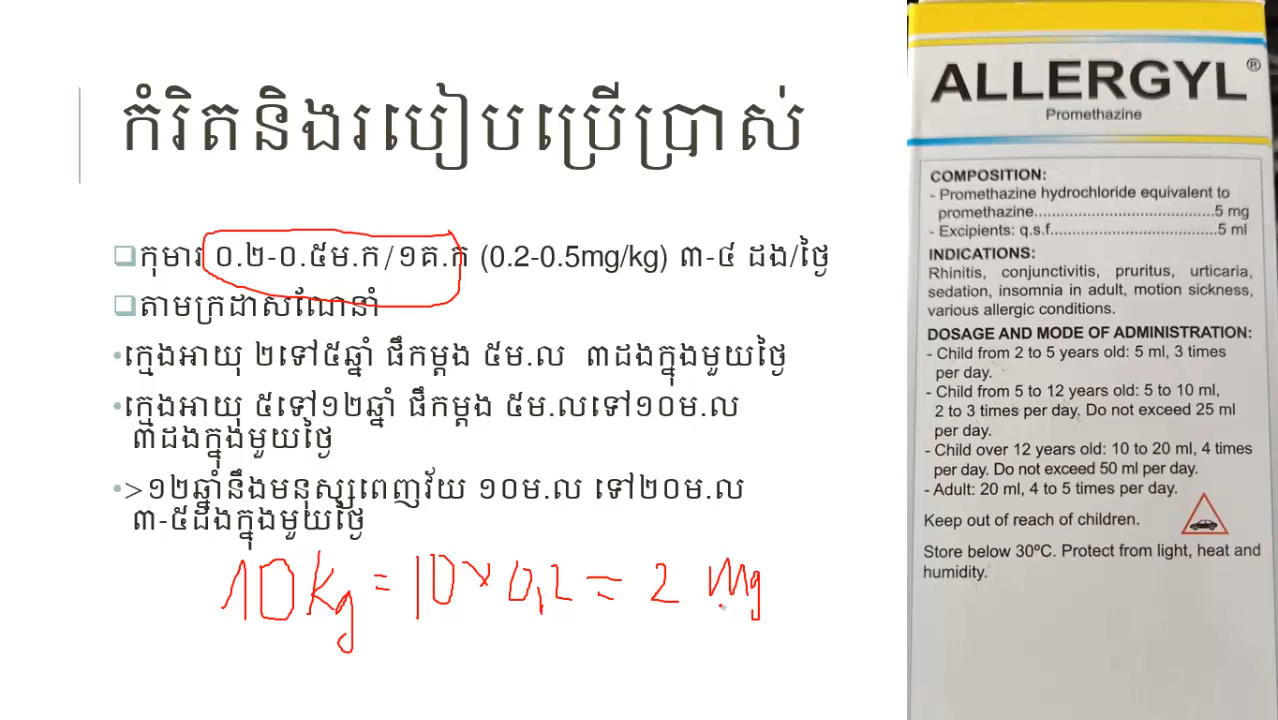 កំរិតនិងរបៀបប្រើប្រាស់
កុមារ ០.២-០.៥ម.ក/១គ.ក (0.2-0.5mg/kg) ៣-៤ ដង/ថ្ងៃ
តាមក្រដាសណែនាំ
•ក្មេងអាយុ ២ទៅ៥ឆ្នាំ ផឹកម្តង ៥ម.ល ៣ដងក្នុងមួយថ្ងៃ
•ក្មេងអាយុ ៥ទៅ១២ឆ្នាំ ផឹកម្តង ៥ម.លទៅ១០ម.ល
៣ដងក្នុងមួយថ្ងៃ
•>១២ឆ្នាំនឹងមនុស្សពេញវ័យ ១០ម.ល ទៅ២០ម.ល
៣-៥ដងក្នុងមួយថ្ងៃ
10 Kg = 10 × 0,2 = 2 mg
ALLERGYL®
Promethazine
COMPOSITION:
- Promethazine hydrochloride equivalent to
promethazine..........................................5 mg
- Excipients: q.s.f.......................................5 ml
INDICATIONS:
Rhinitis, conjunctivitis, pruritus, urticaria,
sedation, insomnia in adult, motion sickness,
various allergic conditions.
DOSAGE AND MODE OF ADMINISTRATION:
- Child from 2 to 5 years old: 5 ml, 3 times
per day.
- Child from 5 to 12 years old: 5 to 10 ml,
2 to 3 times per day. Do not exceed 25 ml
per day.
- Child over 12 years old: 10 to 20 ml, 4 times
per day. Do not exceed 50 ml per day.
- Adult: 20 ml, 4 to 5 times per day.
Keep out of reach of children.
Store below 30ºC. Protect from light, heat and
humidity.